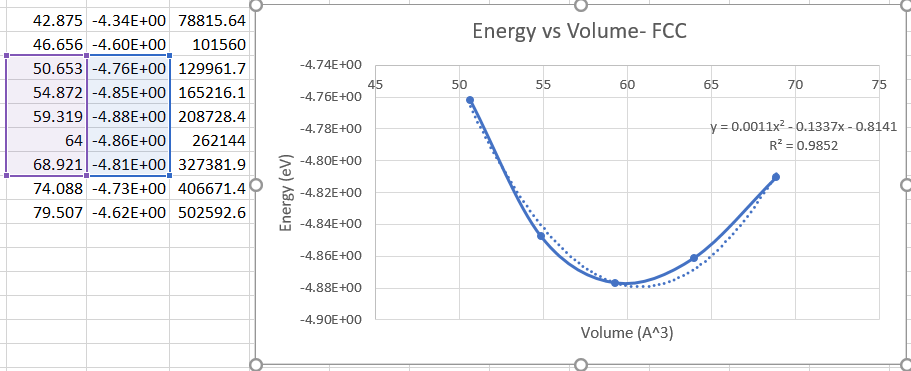 42.875 -4.34E+00 78815.64
46.656 -4.60E+00 101560
50.653 -4.76E+00 129961.7
54.872 -4.85E+00 165216.1
59.319 -4.88E+00 208728.4
64 -4.86E+00 262144
68.921 -4.81E+00 327381.9
74.088 -4.73E+00 406671.4
79.507 -4.62E+00 502592.6
Energy vs Volume- FCC
-4.74E+00
45 50 55 60 65 70 75
-4.76E+00
-4.78E+00
-4.80E+00
-4.82E+00
-4.84E+00
-4.86E+00
-4.88E+00
-4.90E+00
y = 0.0011x² - 0.1337x - 0.8141
R² = 0.9852
Energy (eV)
Volume (A^3)